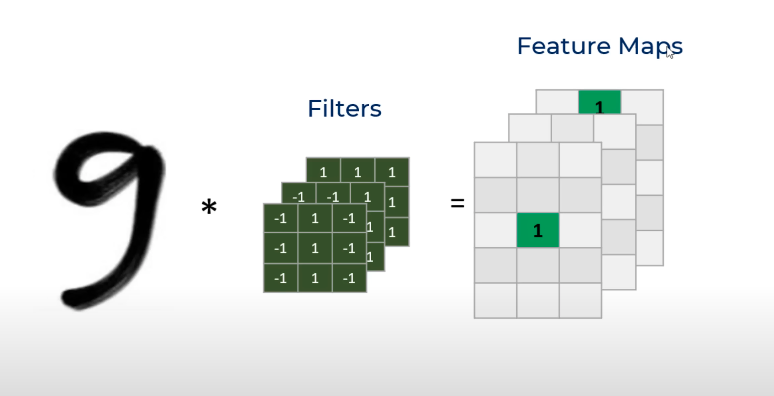 Feature Maps
Filters
1
1 1 1
-1 -1 1 1
-1 1 -1 1 1
-1 1 -1 1
-1 1 -1
9 * = 1